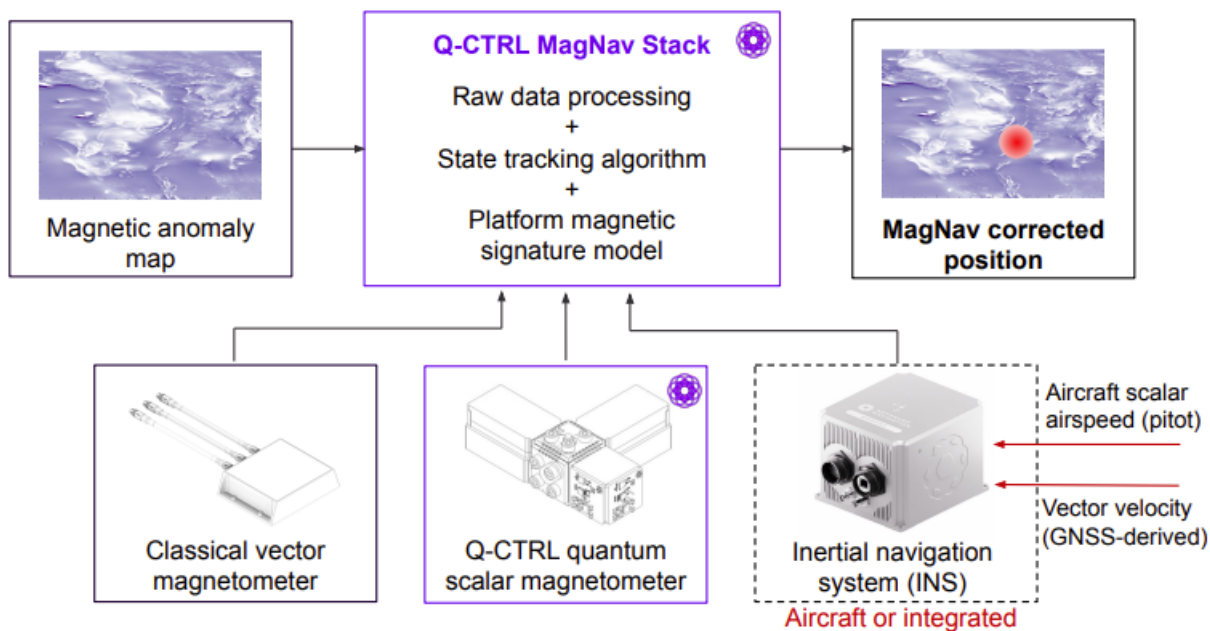 Q-CTRL MagNav Stack
Raw data processing
+
State tracking algorithm
+
Platform magnetic
signature model
Magnetic anomaly
map
MagNav corrected
position
Classical vector
magnetometer
Q-CTRL quantum
scalar magnetometer
Inertial navigation
system (INS)
Aircraft or integrated
Aircraft scalar
airspeed (pitot)
Vector velocity
(GNSS-derived)